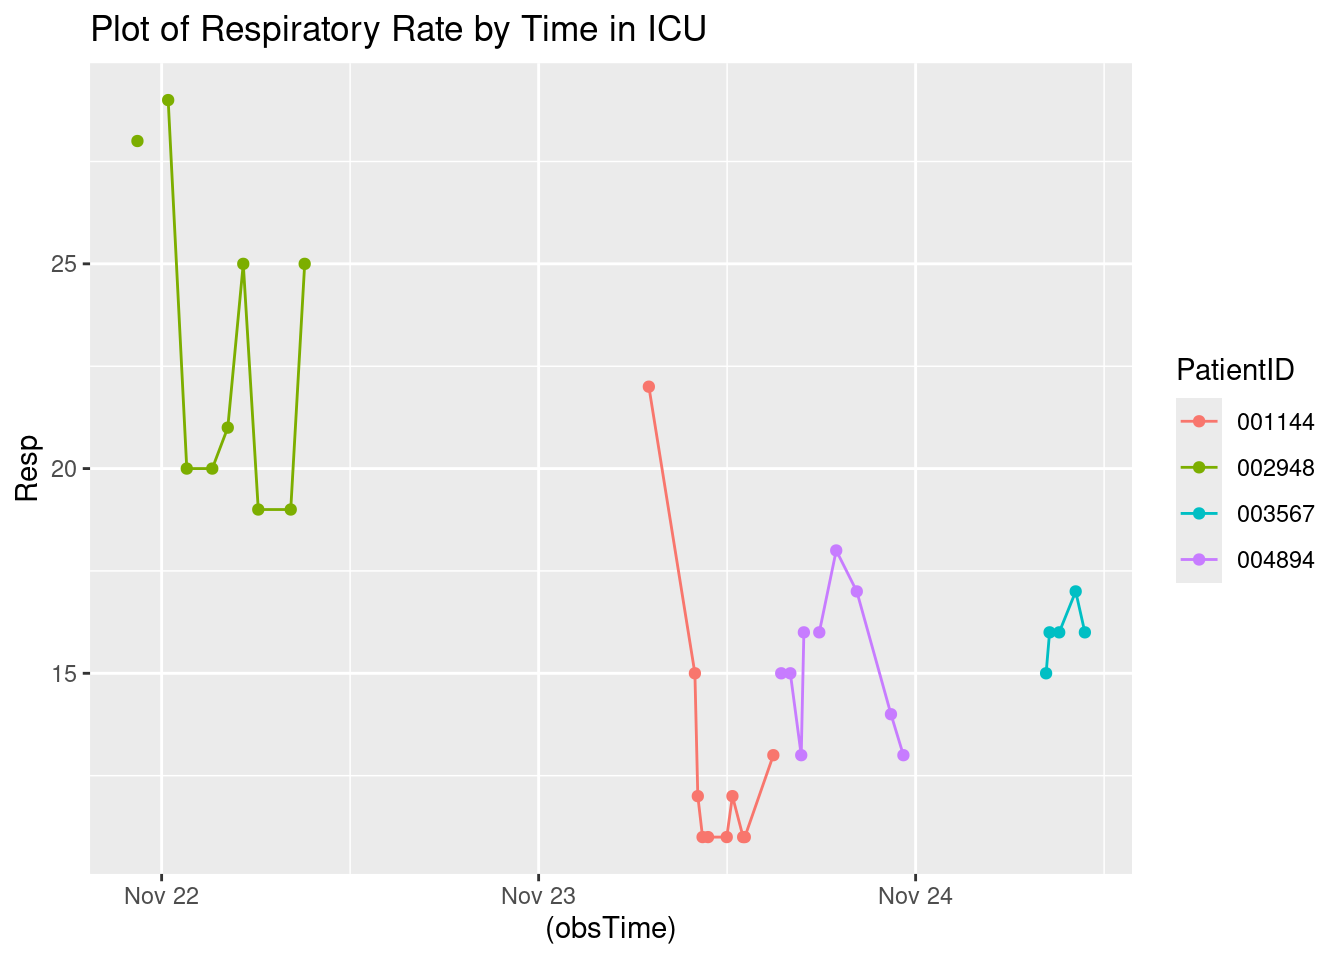 Plot of Respiratory Rate by Time in ICU
25
20
15
Resp
Nov 22
Nov 23
Nov 24
(obsTime)
PatientID
001144
002948
003567
004894